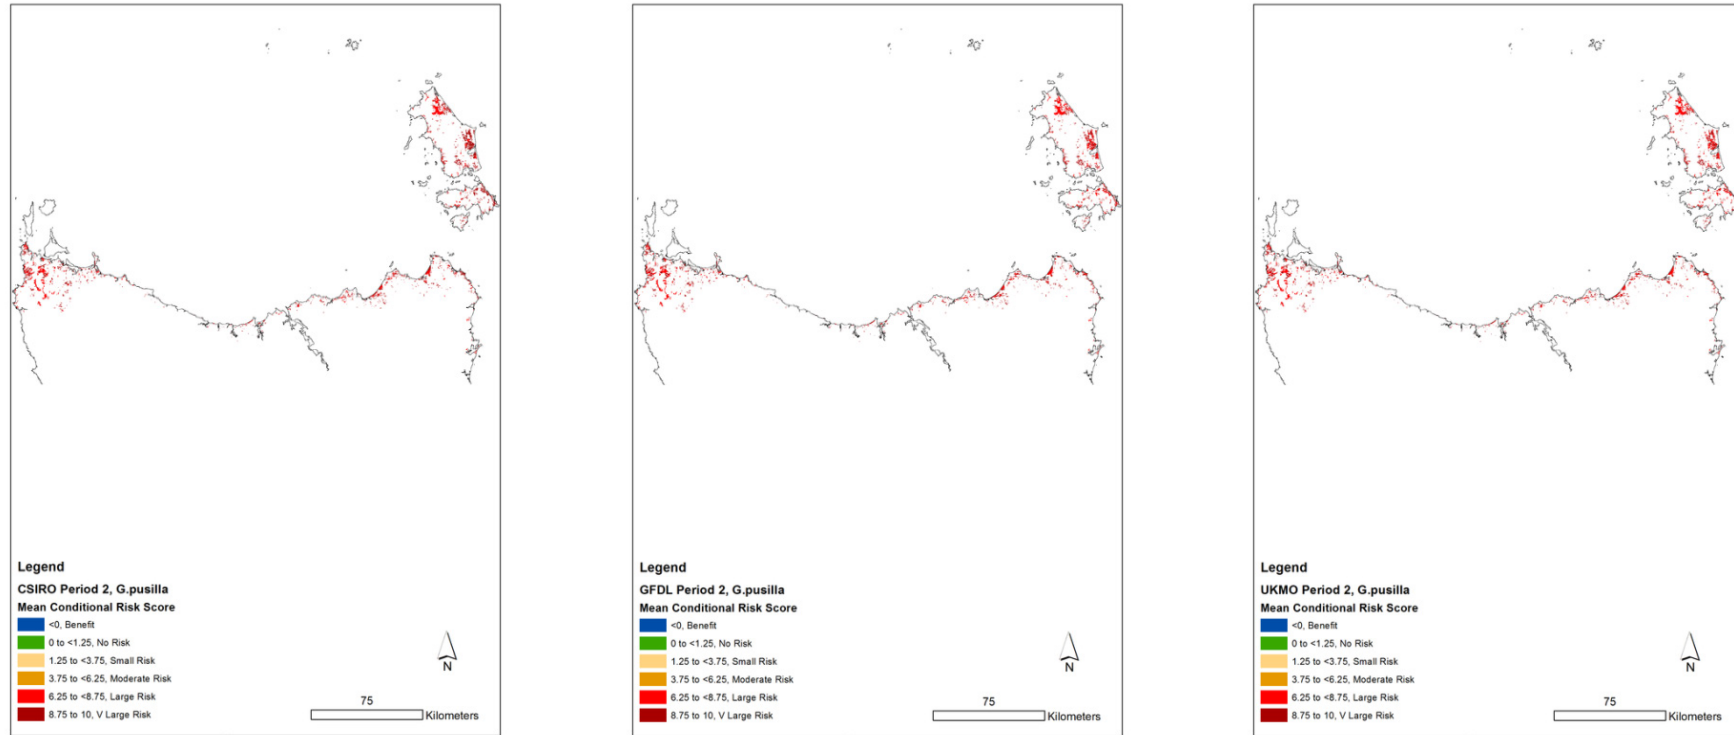 N
75
Kilometers
Legend
CSIRO Period 2, G.pusilla
Mean Conditional Risk Score
<0, Benefit
0 to <1.25, No Risk
1.25 to <3.75, Small Risk
3.75 to <6.25, Moderate Risk
6.25 to <8.75, Large Risk
8.75 to 10, V Large Risk
N
75
Kilometers
Legend
GFDL Period 2, G.pusilla
Mean Conditional Risk Score
<0, Benefit
0 to <1.25, No Risk
1.25 to <3.75, Small Risk
3.75 to <6.25, Moderate Risk
6.25 to <8.75, Large Risk
8.75 to 10, V Large Risk
N
75
Kilometers
Legend
UKMO Period 2, G.pusilla
Mean Conditional Risk Score
<0, Benefit
0 to <1.25, No Risk
1.25 to <3.75, Small Risk
3.75 to <6.25, Moderate Risk
6.25 to <8.75, Large Risk
8.75 to 10, V Large Risk